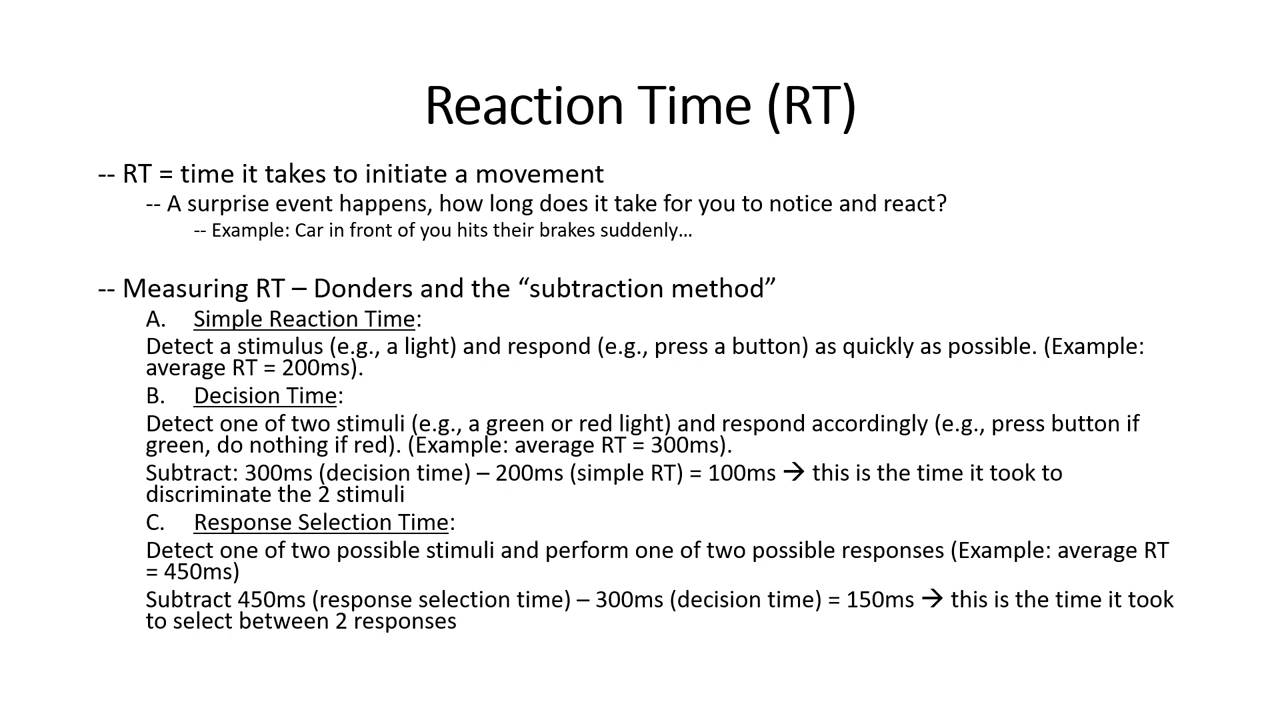 Reaction Time (RT)
-- RT = time it takes to initiate a movement
-- A surprise event happens, how long does it take for you to notice and react?
-- Example: Car in front of you hits their brakes suddenly…
-- Measuring RT – Donders and the “subtraction method”
A. Simple Reaction Time:
Detect a stimulus (e.g., a light) and respond (e.g., press a button) as quickly as possible. (Example:
average RT = 200ms).
B. Decision Time:
Detect one of two stimuli (e.g., a green or red light) and respond accordingly (e.g., press button if
green, do nothing if red). (Example: average RT = 300ms).
Subtract: 300ms (decision time) – 200ms (simple RT) = 100ms → this is the time it took to
discriminate the 2 stimuli
C. Response Selection Time:
Detect one of two possible stimuli and perform one of two possible responses (Example: average RT
= 450ms)
Subtract 450ms (response selection time) – 300ms (decision time) = 150ms → this is the time it took
to select between 2 responses